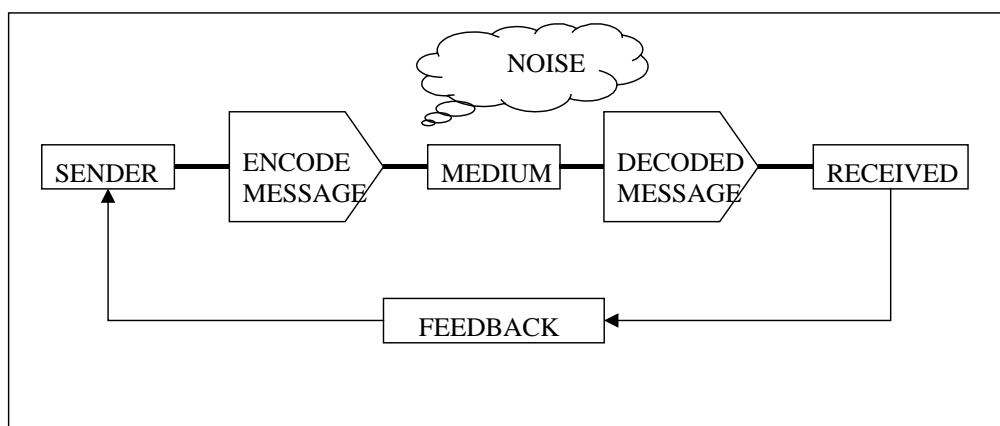 NOISE
SENDER
ENCODE
MESSAGE
MEDIUM
DECODED
MESSAGE
RECEIVED
FEEDBACK